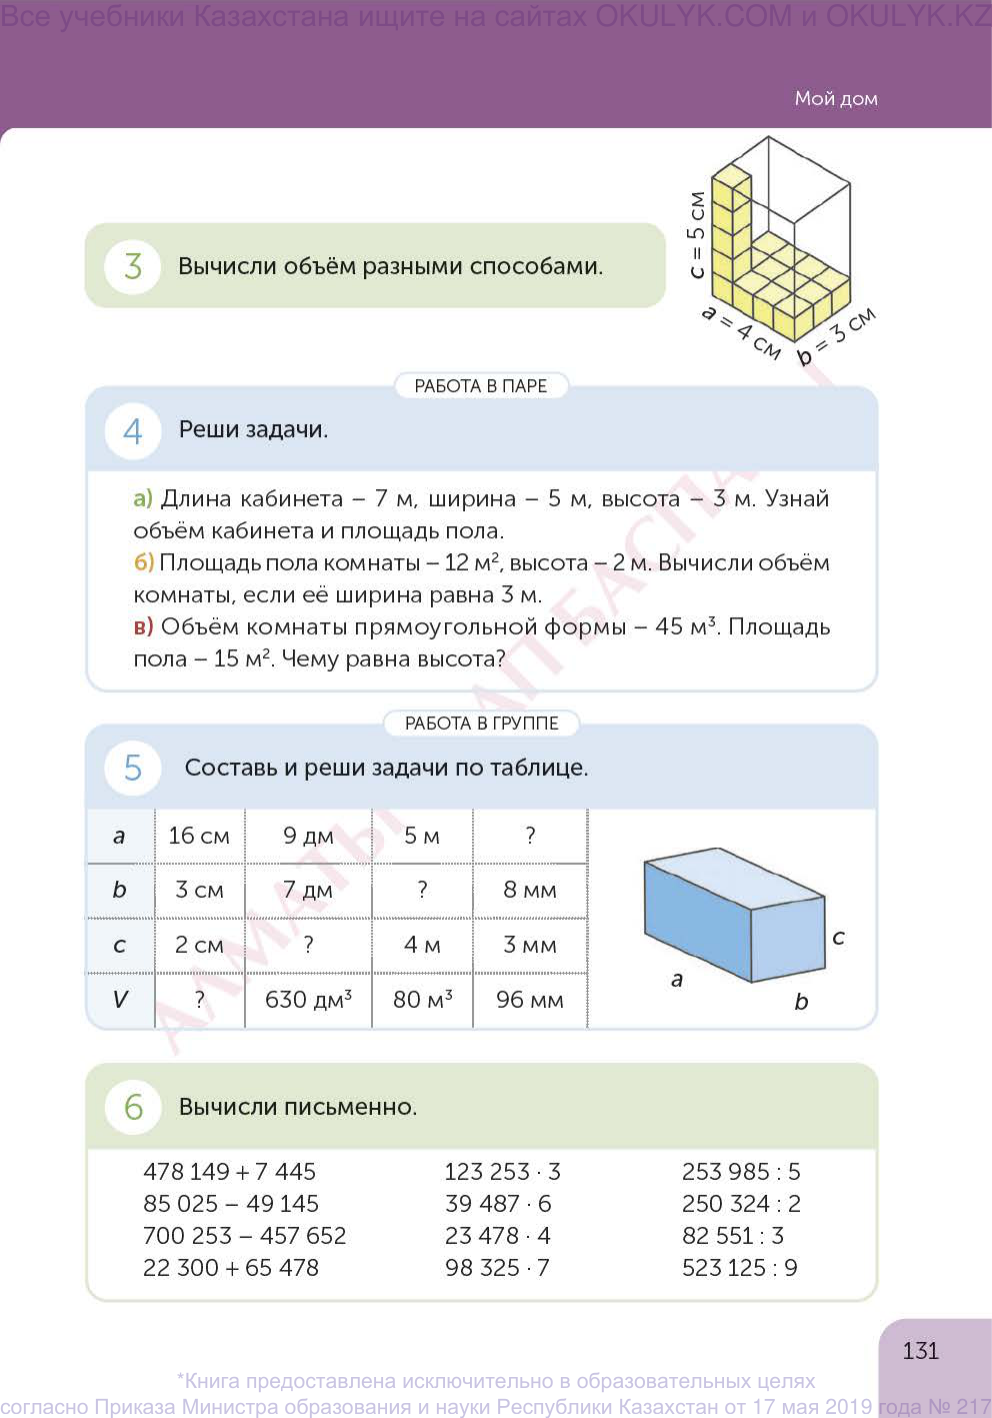 Все учебники Казахстана ищите на сайтах OKULYK.COM и OKULYK.KZ
Мой дом
3 Вычисли объём разными способами.
c = 5 см
a = 4 см
b = 3 см
РАБОТА В ПАРЕ
4 Реши задачи.
а) Длина кабинета – 7 м, ширина – 5 м, высота – 3 м. Узнай
объём кабинета и площадь пола.
б) Площадь пола комнаты – 12 м², высота – 2 м. Вычисли объём
комнаты, если её ширина равна 3 м.
в) Объём комнаты прямоугольной формы – 45 м³. Площадь
пола – 15 м². Чему равна высота?
РАБОТА В ГРУППЕ
5 Составь и реши задачи по таблице.
a 16 см 9 дм 5 м ?
b 3 см 7 дм ? 8 мм
c 2 см ? 4 м 3 мм
V ? 630 дм³ 80 м³ 96 мм
a
b
c
6 Вычисли письменно.
478 149 + 7 445 123 253 · 3 253 985 : 5
85 025 – 49 145 39 487 · 6 250 324 : 2
700 253 – 457 652 23 478 · 4 82 551 : 3
22 300 + 65 478 98 325 · 7 523 125 : 9
131
*Книга предоставлена исключительно в образовательных целях
согласно Приказа Министра образования и науки Республики Казахстан от 17 мая 2019 года № 217